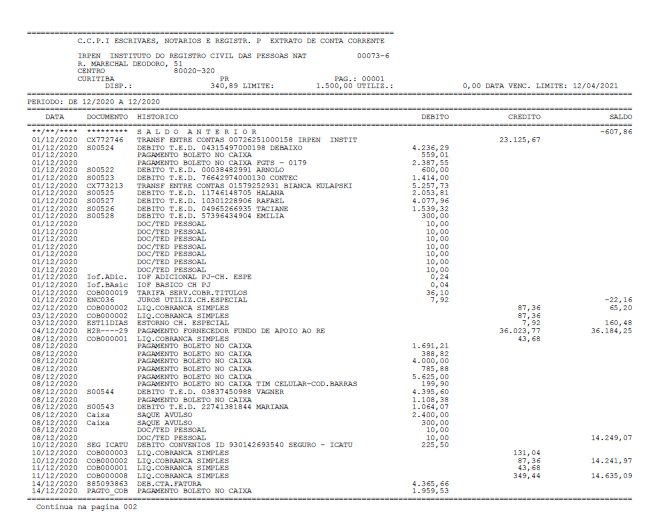 C.C.P.I ESCRIVAES, NOTARIOS E REGISTR. P EXTRATO DE CONTA CORRENTE
IRPEN INSTITUTO DO REGISTRO CIVIL DAS PESSOAS NAT 00073-6
R. MARECHAL DEODORO, 51
CENTRO 80020-320
CURITIBA PR PAG.: 00001
DISP.: 340,89 LIMITE: 1.500,00 UTILIZ.: 0,00 DATA VENC. LIMITE: 12/04/2021
PERIODO: DE 12/2020 A 12/2020
DATA DOCUMENTO HISTORICO DEBITO CREDITO SALDO
**/**/**** ********* S A L D O A N T E R I O R -607,86
01/12/2020 CX772746 TRANSF ENTRE CONTAS 00726251000158 IRPEN INSTIT 23.125,67
01/12/2020 S00524 DEBITO T.E.D. 04315497000198 DEBAIXO 4.236,29
01/12/2020 PAGAMENTO BOLETO NO CAIXA 559,01
01/12/2020 PAGAMENTO BOLETO NO CAIXA FGTS - 0179 2.387,55
01/12/2020 S00522 DEBITO T.E.D. 00038482991 ARNOLO 600,00
01/12/2020 S00523 DEBITO T.E.D. 76642974000130 CONTEC 1.414,00
01/12/2020 CX773213 TRANSF ENTRE CONTAS 01579252931 BIANCA KULAPSKI 5.257,73
01/12/2020 S00525 DEBITO T.E.D. 11746148705 HALANA 2.053,81
01/12/2020 S00527 DEBITO T.E.D. 10301228906 RAFAEL 4.077,96
01/12/2020 S00526 DEBITO T.E.D. 04965266935 TACIANE 1.539,32
01/12/2020 S00528 DEBITO T.E.D. 57396434904 EMILIA 300,00
01/12/2020 DOC/TED PESSOAL 10,00
01/12/2020 DOC/TED PESSOAL 10,00
01/12/2020 DOC/TED PESSOAL 10,00
01/12/2020 DOC/TED PESSOAL 10,00
01/12/2020 DOC/TED PESSOAL 10,00
01/12/2020 DOC/TED PESSOAL 10,00
01/12/2020 DOC/TED PESSOAL 10,00
01/12/2020 Iof.Adic. IOF ADICIONAL PJ-CH. ESPE 0,24
01/12/2020 Iof.BAsic IOF BASICO CH PJ 0,04
01/12/2020 COB000019 TARIFA SERV.COBR.TITULOS 36,10
01/12/2020 ENC036 JUROS UTILIZ.CH.ESPECIAL 7,92 -22,16
02/12/2020 COB000002 LIQ.COBRANCA SIMPLES 87,36 65,20
03/12/2020 COB000002 LIQ.COBRANCA SIMPLES 87,36
03/12/2020 EST11DIAS ESTORNO CH. ESPECIAL 7,92 160,48
04/12/2020 H2R----29 PAGAMENTO FORNECEDOR FUNDO DE APOIO AO RE 36.023,77 36.184,25
08/12/2020 COB000001 LIQ.COBRANCA SIMPLES 43,68
08/12/2020 PAGAMENTO BOLETO NO CAIXA 1.691,21
08/12/2020 PAGAMENTO BOLETO NO CAIXA 388,82
08/12/2020 PAGAMENTO BOLETO NO CAIXA 4.000,00
08/12/2020 PAGAMENTO BOLETO NO CAIXA 785,88
08/12/2020 PAGAMENTO BOLETO NO CAIXA 5.625,00
08/12/2020 PAGAMENTO BOLETO NO CAIXA TIM CELULAR-COD.BARRAS 199,90
08/12/2020 S00544 DEBITO T.E.D. 03837450988 VAGNER 4.395,60
08/12/2020 PAGAMENTO BOLETO NO CAIXA 1.108,38
08/12/2020 S00543 DEBITO T.E.D. 22741381844 MARIANA 1.064,07
08/12/2020 Caixa SAQUE AVULSO 2.400,00
08/12/2020 Caixa SAQUE AVULSO 300,00
08/12/2020 DOC/TED PESSOAL 10,00
08/12/2020 DOC/TED PESSOAL 10,00 14.249,07
10/12/2020 SEG ICATU DEBITO CONVENIOS ID 930142693540 SEGURO - ICATU 225,50
10/12/2020 COB000003 LIQ.COBRANCA SIMPLES 131,04
10/12/2020 COB000002 LIQ.COBRANCA SIMPLES 87,36 14.241,97
11/12/2020 COB000001 LIQ.COBRANCA SIMPLES 43,68
11/12/2020 COB000008 LIQ.COBRANCA SIMPLES 349,44 14.635,09
14/12/2020 885093863 DEB.CTA.FATURA 4.365,66
14/12/2020 PAGTO_COB PAGAMENTO BOLETO NO CAIXA 1.959,53
Continua na pagina 002